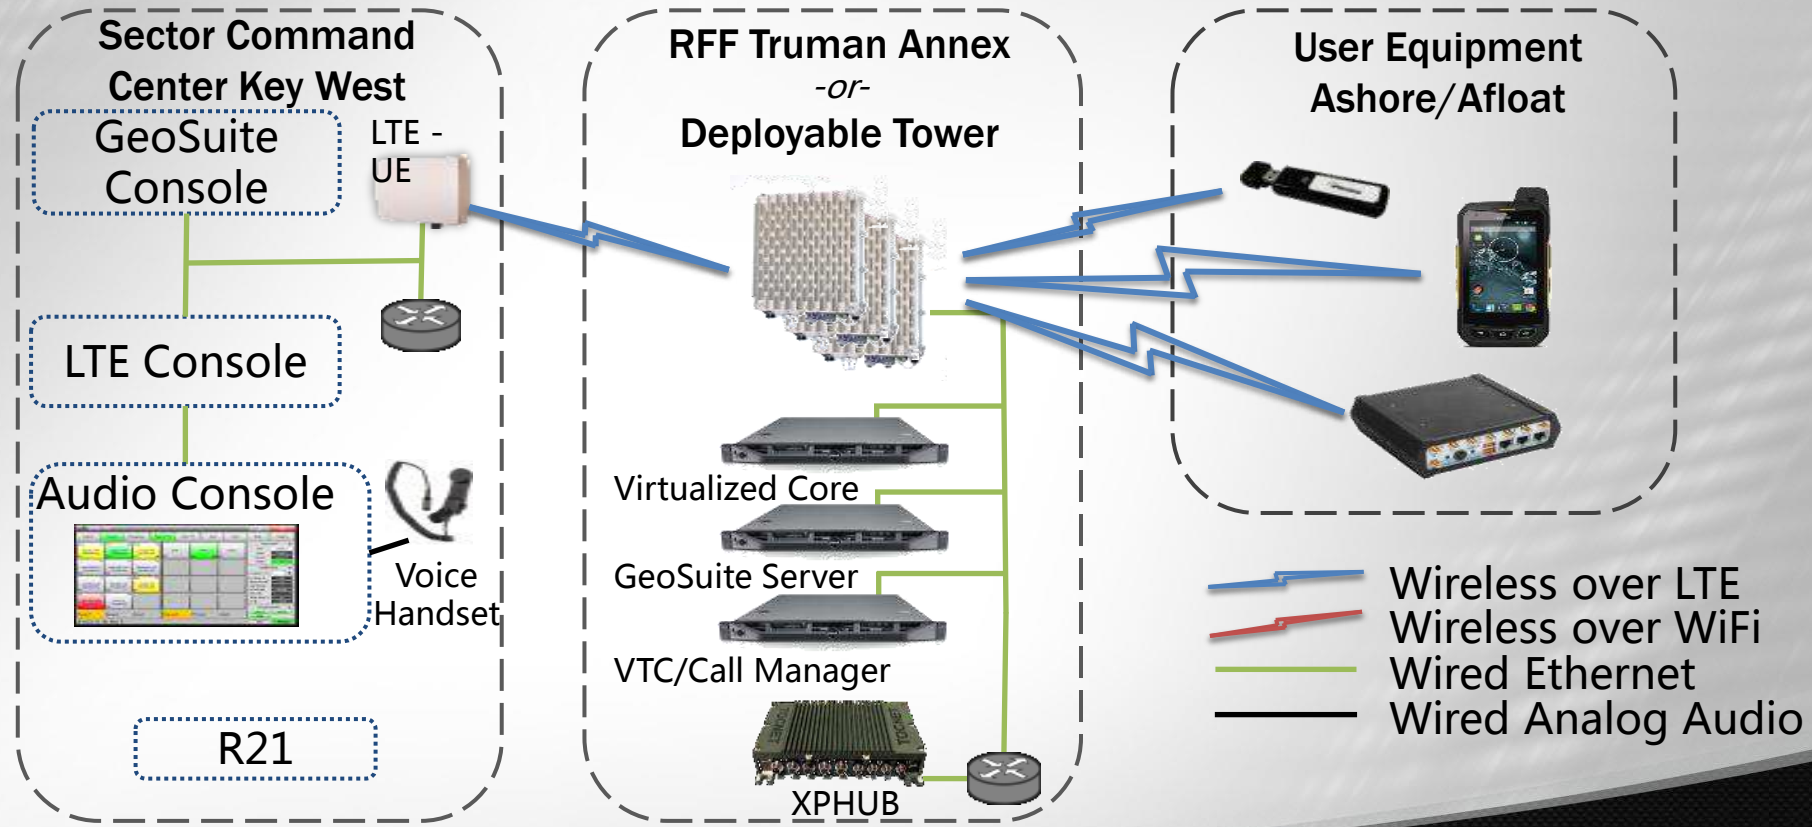 Sector Command
Center Key West
GeoSuite
Console
LTE -
UE
LTE Console
Audio Console
Voice
Handset
R21
RFF Truman Annex
-or-
Deployable Tower
Virtualized Core
GeoSuite Server
VTC/Call Manager
XPHUB
User Equipment
Ashore/Afloat
Wireless over LTE
Wireless over WiFi
Wired Ethernet
Wired Analog Audio